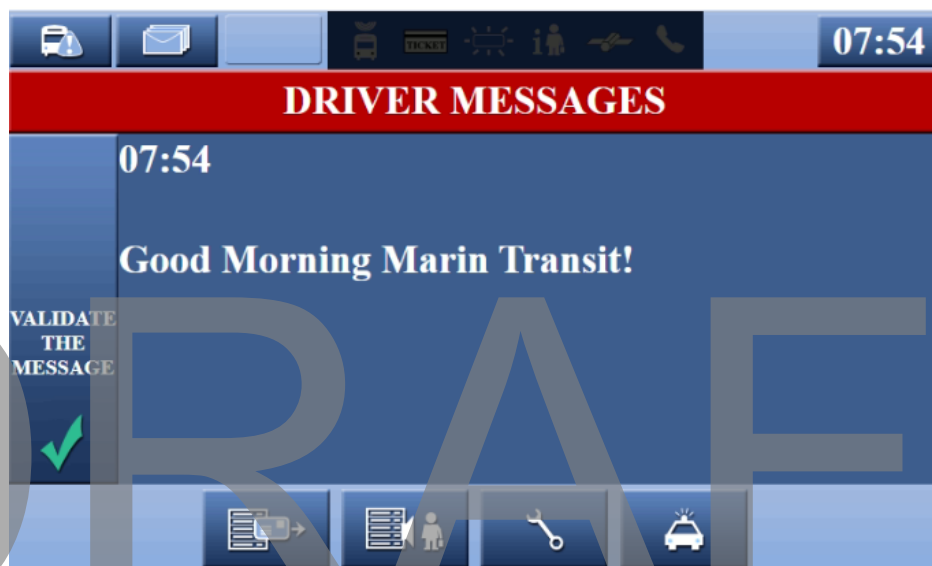 TICKET
07:54
DRIVER MESSAGES
07:54
Good Morning Marin Transit!
VALIDATE
THE
MESSAGE
DRAF